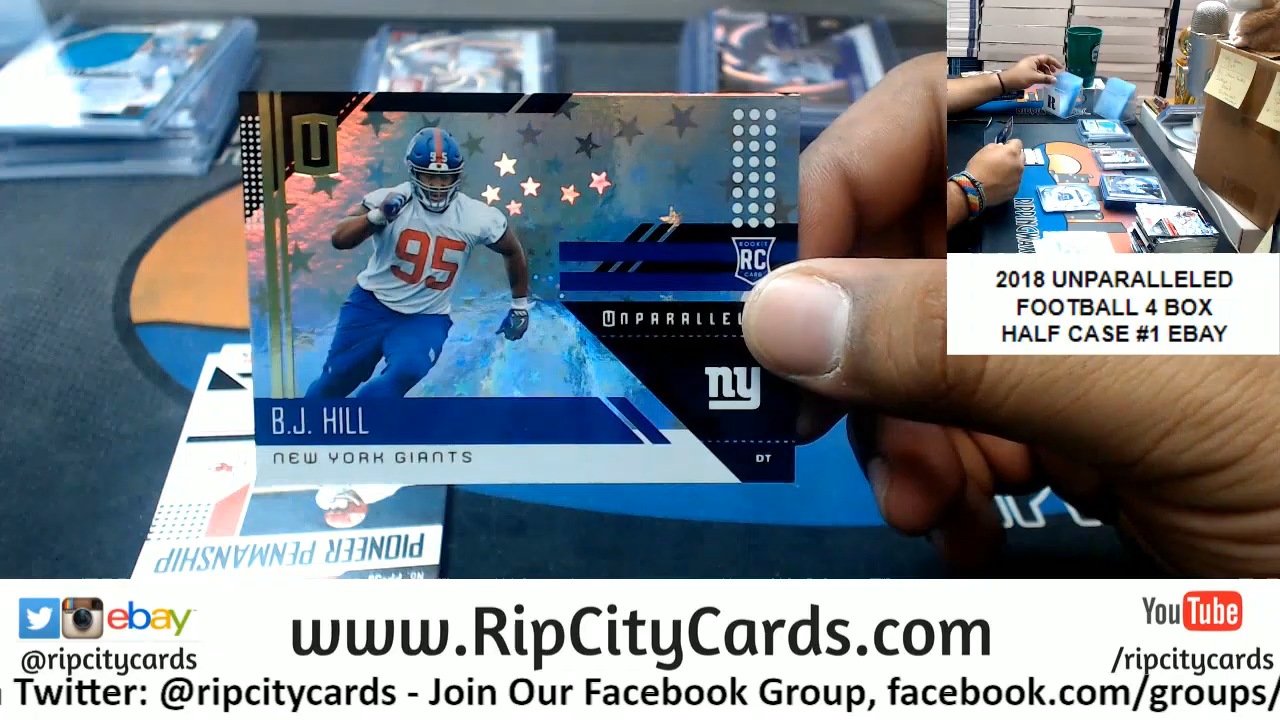 U
95
95
ROOKIE
RC
CARD
UNPARALLEL
ny
B.J. HILL
NEW YORK GIANTS
DT
PIONEER PENMANSHIP
2018 UNPARALLELED
FOOTBALL 4 BOX
HALF CASE #1 EBAY
ebay
@ripcitycards
www.RipCityCards.com
YouTube
/ripcitycards
Twitter: @ripcitycards - Join Our Facebook Group, facebook.com/groups/